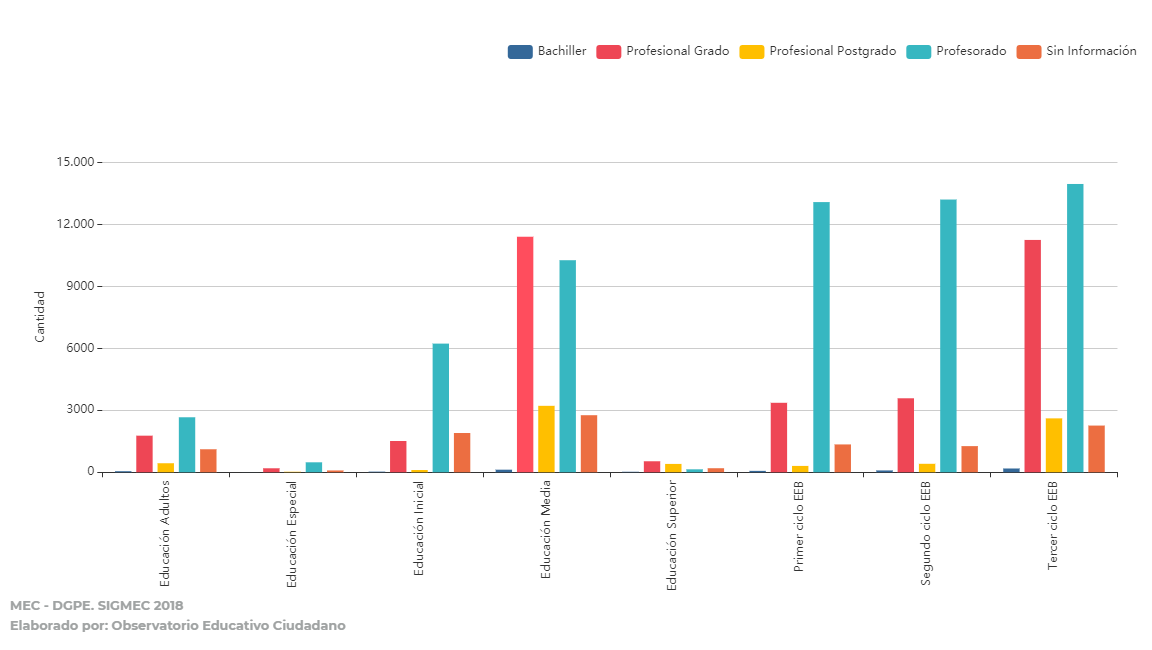 Bachiller Profesional Grado Profesional Postgrado Profesorado Sin Información
15.000
12.000
9000
6000
3000
0
Cantidad
Educación Adultos
Educación Especial
Educación Inicial
Educación Media
Educación Superior
Primer ciclo EEB
Segundo ciclo EEB
Tercer ciclo EEB
MEC - DGPE. SIGMEC 2018
Elaborado por: Observatorio Educativo Ciudadano